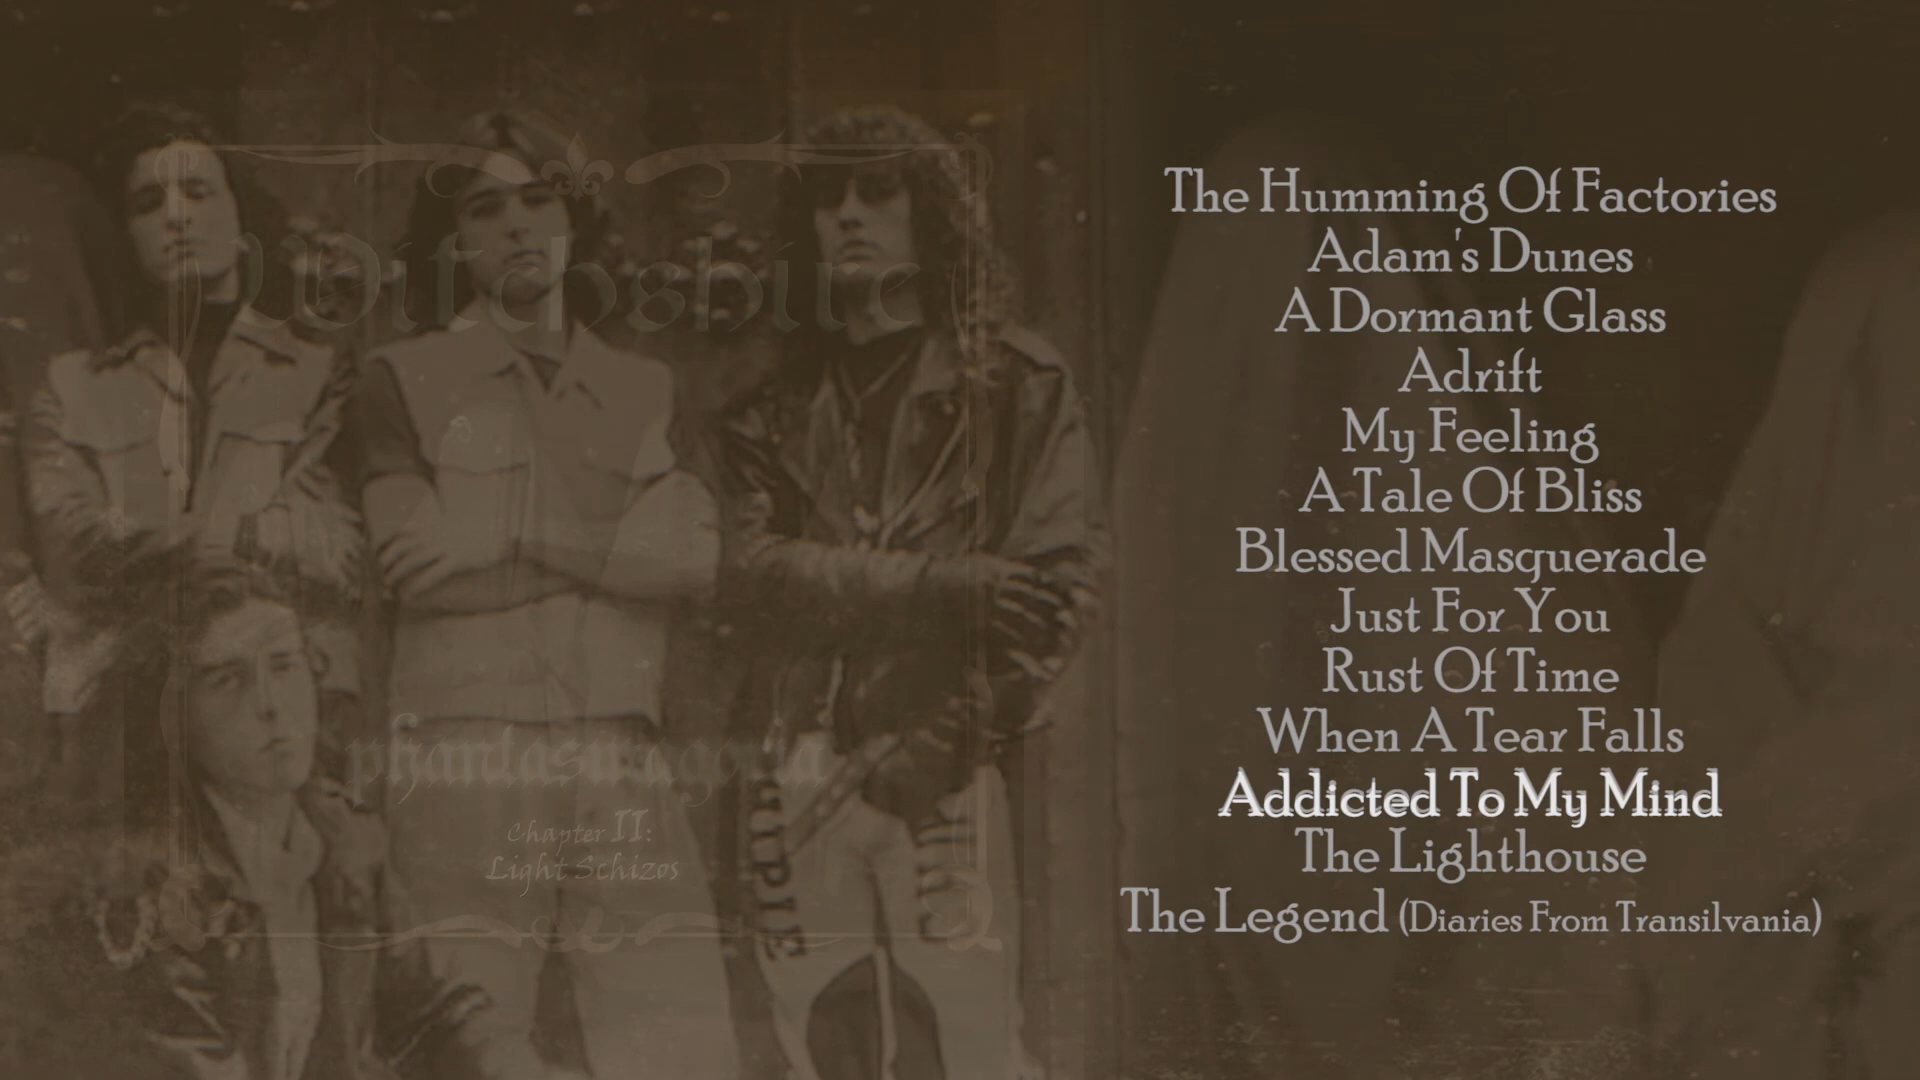 Witchshire
phantasmagoria
Chapter II:
Light Schizos
The Humming Of Factories
Adam's Dunes
A Dormant Glass
Adrift
My Feeling
A Tale Of Bliss
Blessed Masquerade
Just For You
Rust Of Time
When A Tear Falls
Addicted To My Mind
The Lighthouse
The Legend (Diaries From Transilvania)